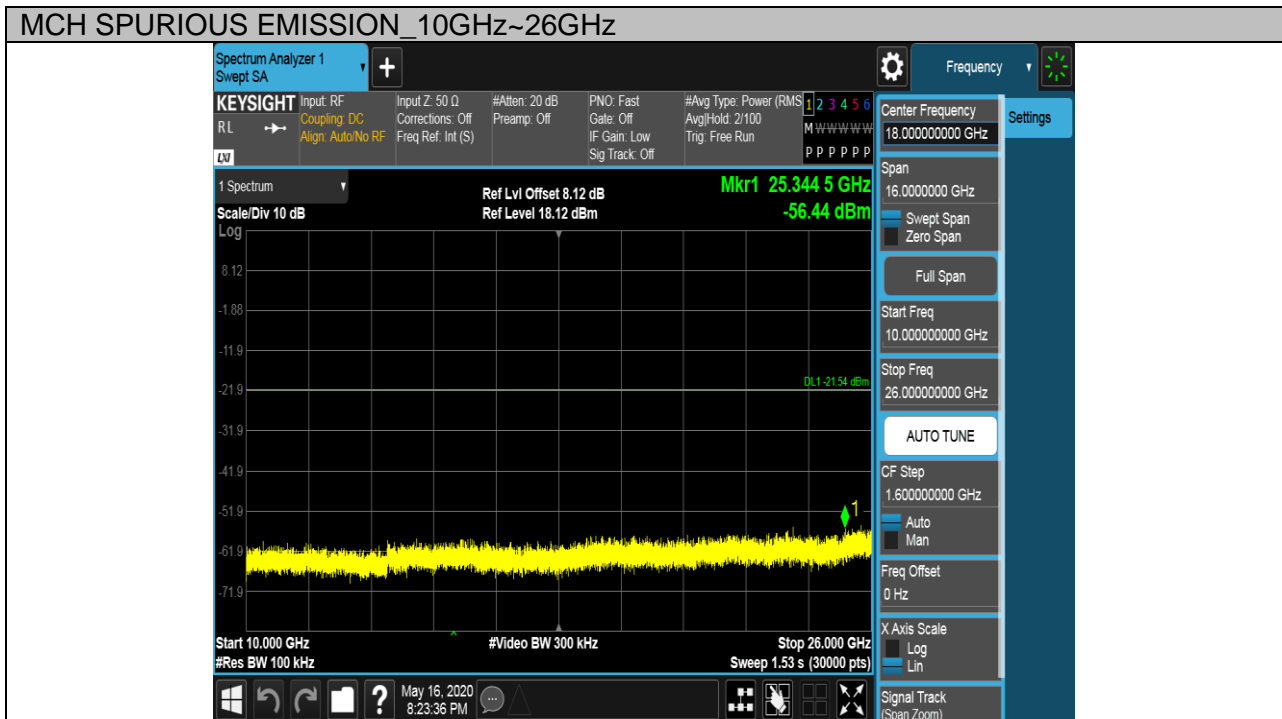 MCH SPURIOUS EMISSION_10GHz~26GHz
Spectrum Analyzer 1
Swept SA
Frequency
KEYSIGHT
RL
LXI
Input: RF
Coupling: DC
Align: Auto/No RF
Input Z: 50 Ω
Corrections: Off
Freq Ref: Int (S)
#Atten: 20 dB
Preamp: Off
PNO: Fast
Gate: Off
IF Gain: Low
Sig Track: Off
#Avg Type: Power (RMS
Avg|Hold: 2/100
Trig: Free Run
1 2 3 4 5 6
M W W W W W
P P P P P P
1 Spectrum
Ref Lvl Offset 8.12 dB
Mkr1 25.344 5 GHz
Scale/Div 10 dB
Ref Level 18.12 dBm
-56.44 dBm
Log
8.12
-1.88
-11.9
-21.9
DL1 -21.54 dBm
-31.9
-41.9
-51.9
1
-61.9
-71.9
Start 10.000 GHz
#Video BW 300 kHz
Stop 26.000 GHz
#Res BW 100 kHz
Sweep 1.53 s (30000 pts)
May 16, 2020
8:23:36 PM
Center Frequency
18.000000000 GHz
Settings
Span
16.0000000 GHz
Swept Span
Zero Span
Full Span
Start Freq
10.000000000 GHz
Stop Freq
26.000000000 GHz
AUTO TUNE
CF Step
1.600000000 GHz
Auto
Man
Freq Offset
0 Hz
X Axis Scale
Log
Lin
Signal Track
(Span Zoom)